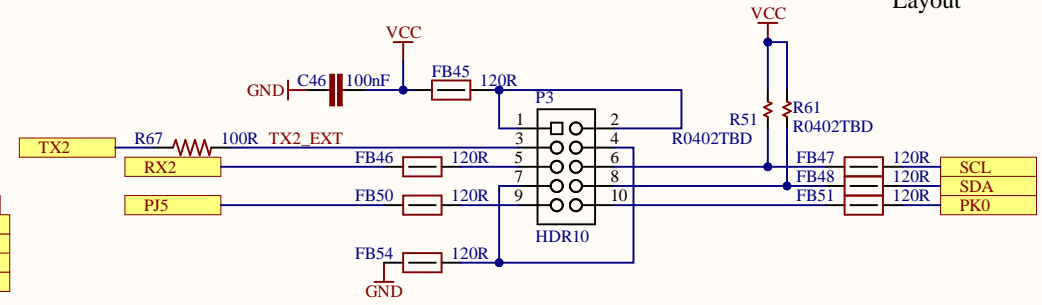 Layout
VCC
VCC
FB45
C46 100nF 120R
GND
P3
R61
R51
1 2 R0402TBD
R67 100R TX2_EXT 3 4 R0402TBD
TX2
FB46 120R 5 6 FB47 120R
RX2 SCL
7 8 FB48 120R
SDA
FB50 120R 9 10 FB51 120R
PJ5 PK0
HDR10
FB54 120R
GND